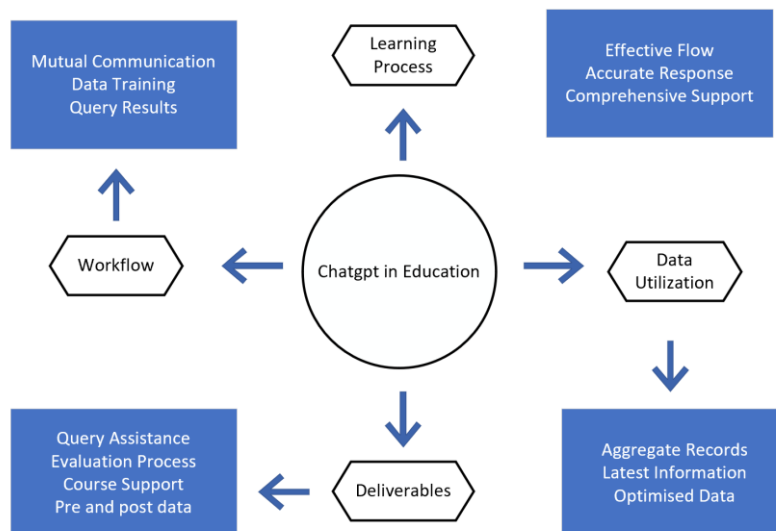 Mutual Communication
Data Training
Query Results
Learning
Process
Effective Flow
Accurate Response
Comprehensive Support
Workflow
Chatgpt in Education
Data
Utilization
Query Assistance
Evaluation Process
Course Support
Pre and post data
Deliverables
Aggregate Records
Latest Information
Optimised Data